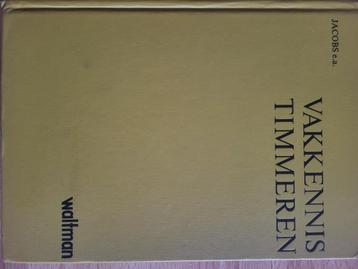 JACOBS e.a.
VAKKENNIS
TIMMEREN
waltman